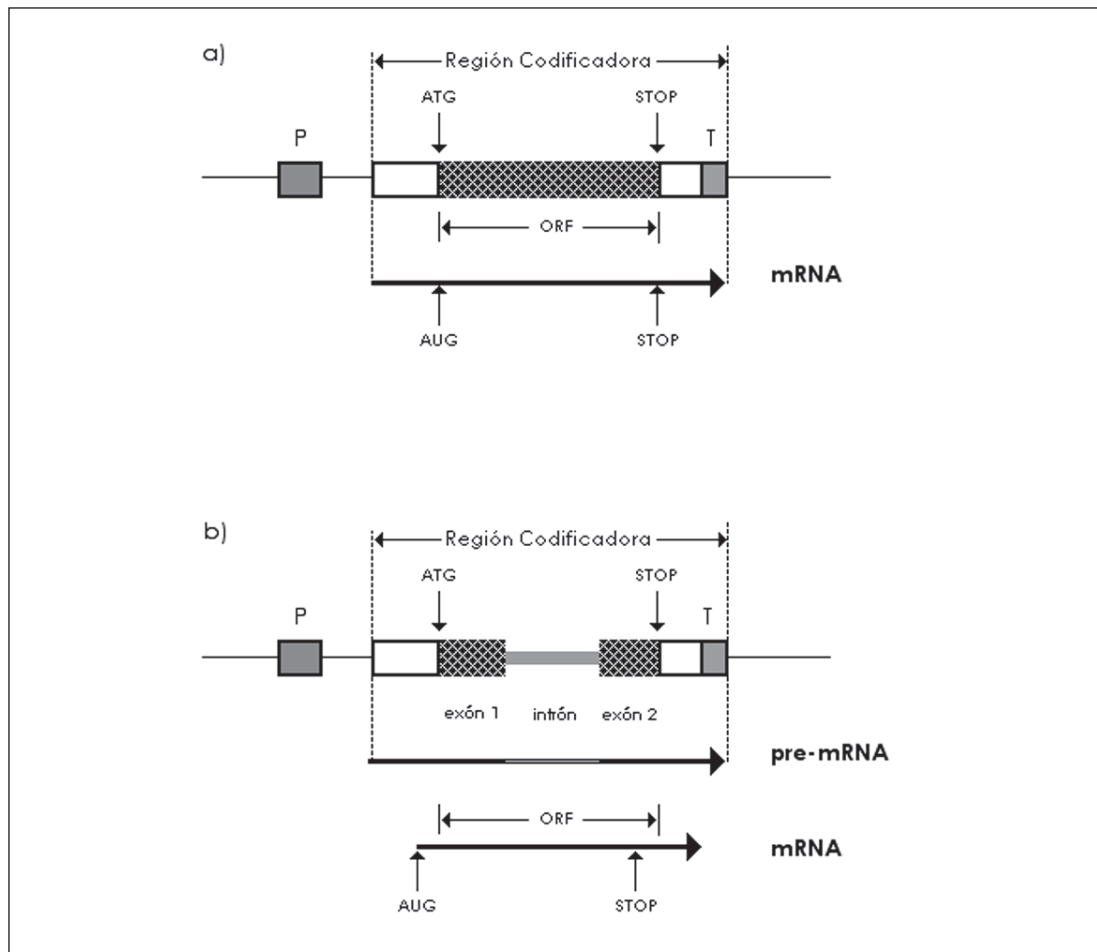 a)
Región Codificadora
ATG STOP
P T
ORF
mRNA
AUG STOP
b)
Región Codificadora
ATG STOP
P T
exón 1 intrón exón 2
pre-mRNA
ORF
mRNA
AUG STOP